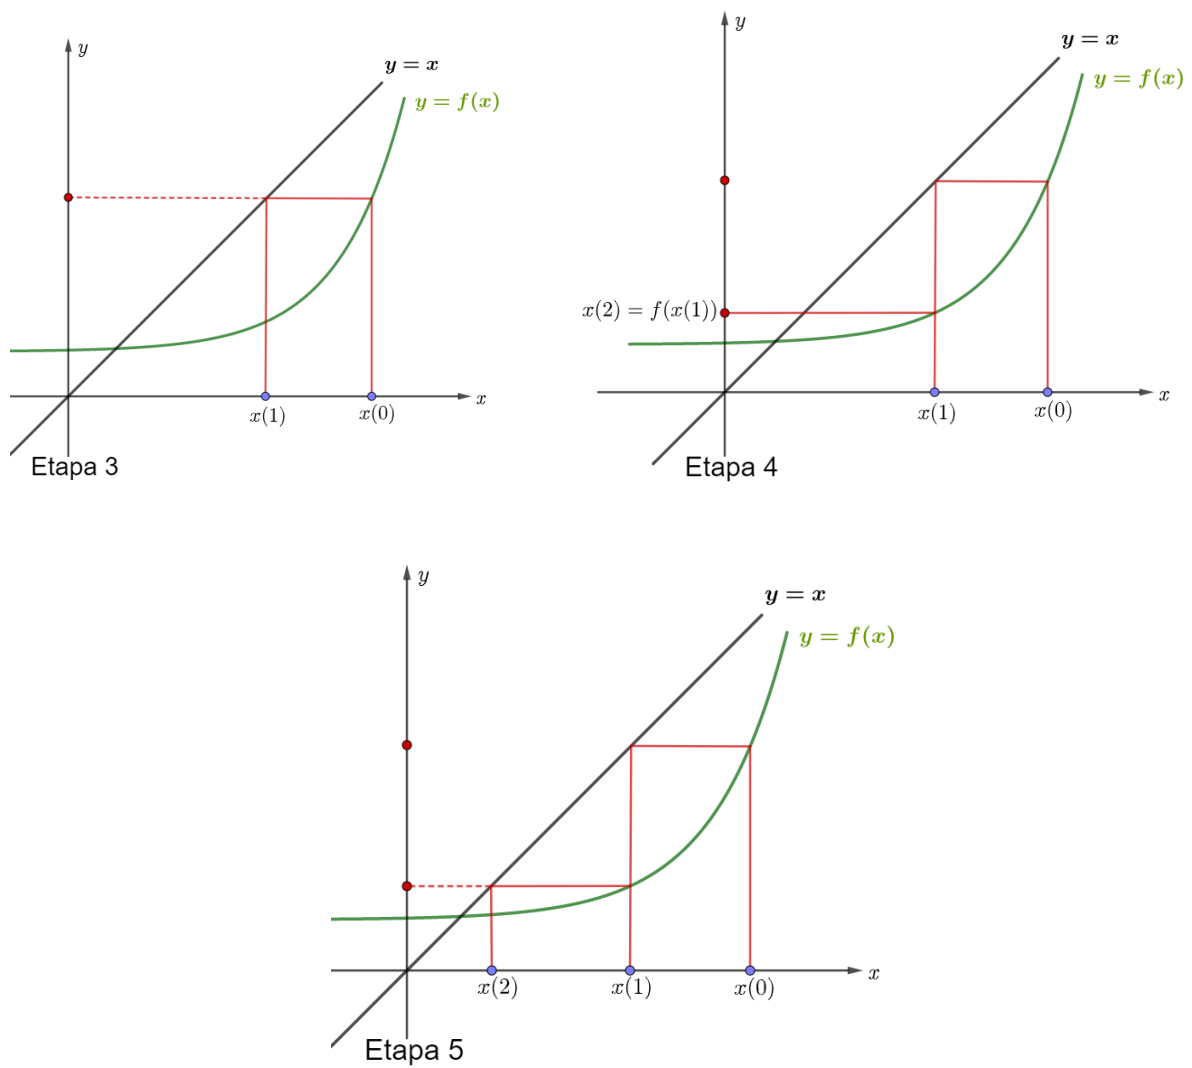 y
y = x
y = f(x)
x
x(1)
x(0)
Etapa 3
y
y = x
y = f(x)
x(2) = f(x(1))
x
x(1)
x(0)
Etapa 4
y
y = x
y = f(x)
x
x(2)
x(1)
x(0)
Etapa 5